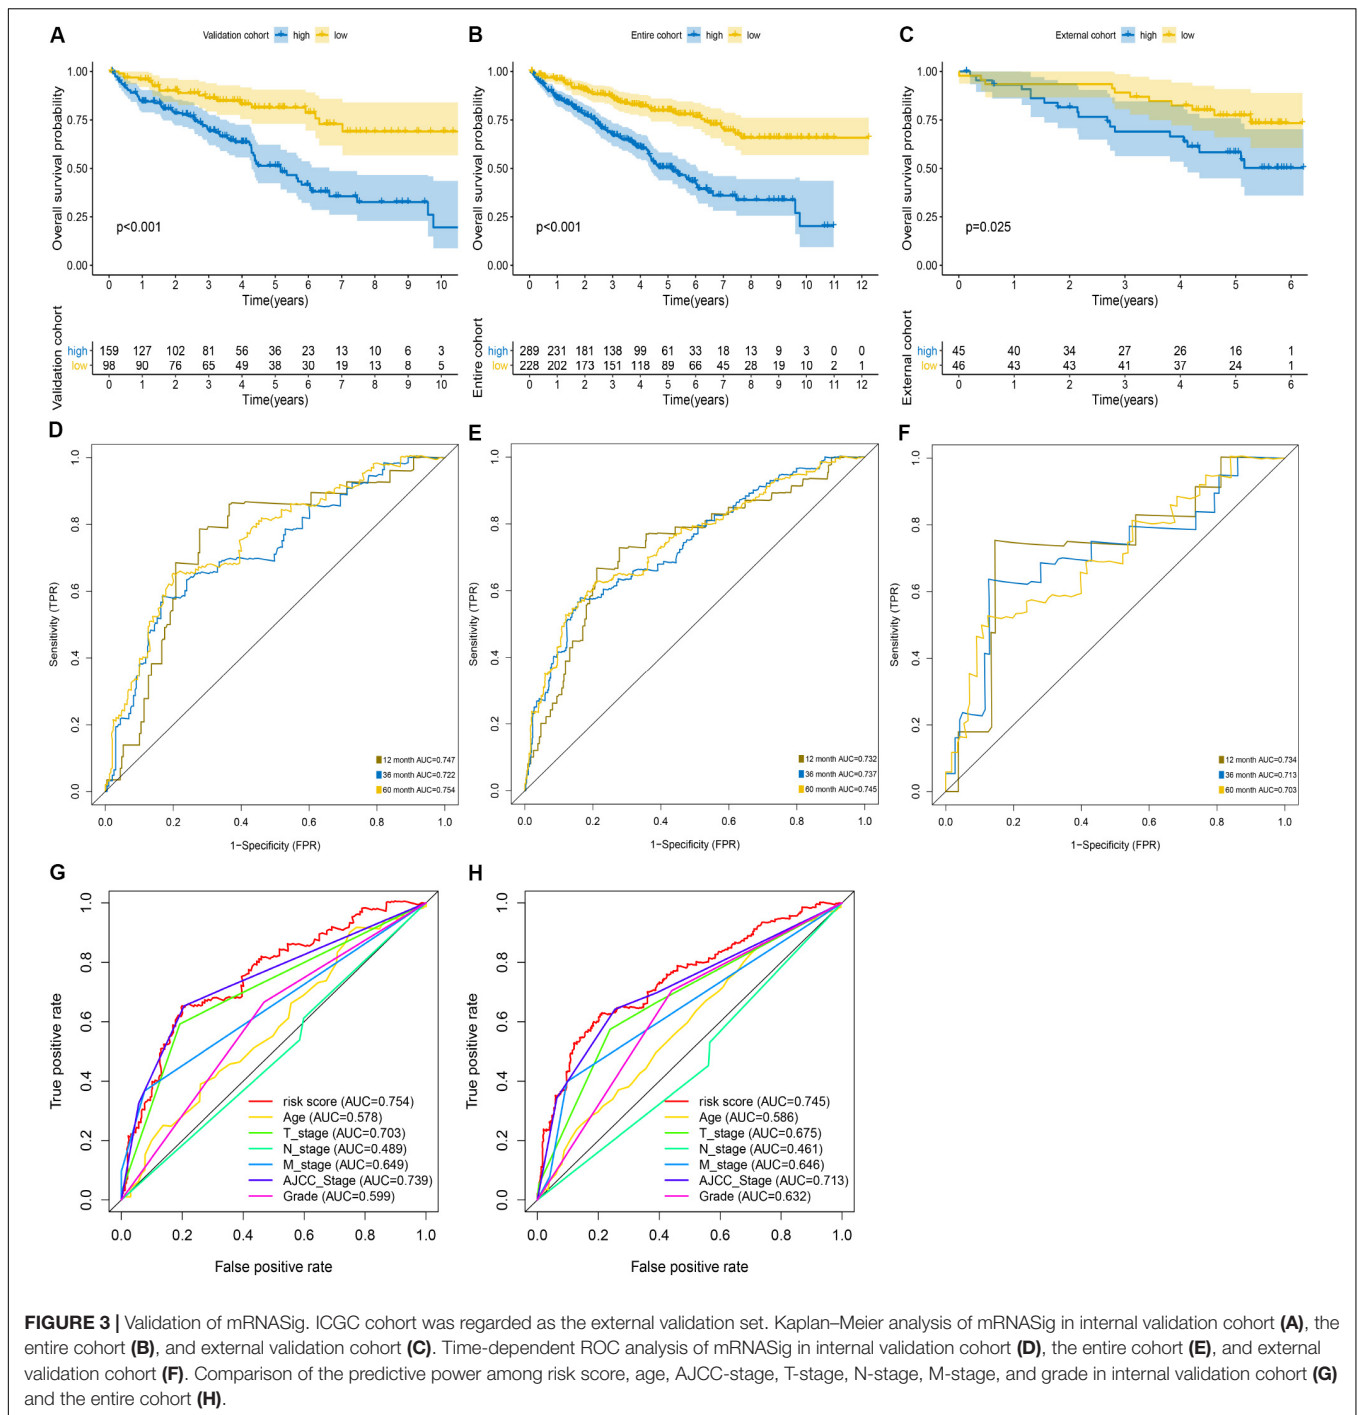 A
Validation cohort high low
Overall survival probability
1.00
0.75
0.50
0.25
0.00
p<0.001
0 1 2 3 4 5 6 7 8 9 10
Time(years)
Validation cohort
high 159 127 102 81 56 36 23 13 10 6 3
low 98 90 76 65 49 38 30 19 13 8 5
0 1 2 3 4 5 6 7 8 9 10
Time(years)
B
Entire cohort high low
Overall survival probability
1.00
0.75
0.50
0.25
0.00
p<0.001
0 1 2 3 4 5 6 7 8 9 10 11 12
Time(years)
Entire cohort
high 289 231 181 138 99 61 33 18 13 9 3 0 0
low 228 202 173 151 118 89 66 45 28 19 10 2 1
0 1 2 3 4 5 6 7 8 9 10 11 12
Time(years)
C
External cohort high low
Overall survival probability
1.00
0.75
0.50
0.25
0.00
p=0.025
0 1 2 3 4 5 6
Time(years)
External cohort
high 45 40 34 27 26 16 1
low 46 43 43 41 37 24 1
0 1 2 3 4 5 6
Time(years)
D
Sensitivity (TPR)
1.0
0.8
0.6
0.4
0.2
0.0
12 month AUC=0.747
36 month AUC=0.722
60 month AUC=0.754
0.0 0.2 0.4 0.6 0.8 1.0
1−Specificity (FPR)
E
Sensitivity (TPR)
1.0
0.8
0.6
0.4
0.2
0.0
12 month AUC=0.732
36 month AUC=0.737
60 month AUC=0.745
0.0 0.2 0.4 0.6 0.8 1.0
1−Specificity (FPR)
F
Sensitivity (TPR)
1.0
0.8
0.6
0.4
0.2
0.0
12 month AUC=0.734
36 month AUC=0.713
60 month AUC=0.703
0.0 0.2 0.4 0.6 0.8 1.0
1−Specificity (FPR)
G
True positive rate
1.0
0.8
0.6
0.4
0.2
0.0
risk score (AUC=0.754)
Age (AUC=0.578)
T_stage (AUC=0.703)
N_stage (AUC=0.489)
M_stage (AUC=0.649)
AJCC_Stage (AUC=0.739)
Grade (AUC=0.599)
0.0 0.2 0.4 0.6 0.8 1.0
False positive rate
H
True positive rate
1.0
0.8
0.6
0.4
0.2
0.0
risk score (AUC=0.745)
Age (AUC=0.586)
T_stage (AUC=0.675)
N_stage (AUC=0.461)
M_stage (AUC=0.646)
AJCC_Stage (AUC=0.713)
Grade (AUC=0.632)
0.0 0.2 0.4 0.6 0.8 1.0
False positive rate
FIGURE 3 | Validation of mRNASig. ICGC cohort was regarded as the external validation set. Kaplan–Meier analysis of mRNASig in internal validation cohort (A), the
entire cohort (B), and external validation cohort (C). Time-dependent ROC analysis of mRNASig in internal validation cohort (D), the entire cohort (E), and external
validation cohort (F). Comparison of the predictive power among risk score, age, AJCC-stage, T-stage, N-stage, M-stage, and grade in internal validation cohort (G)
and the entire cohort (H).